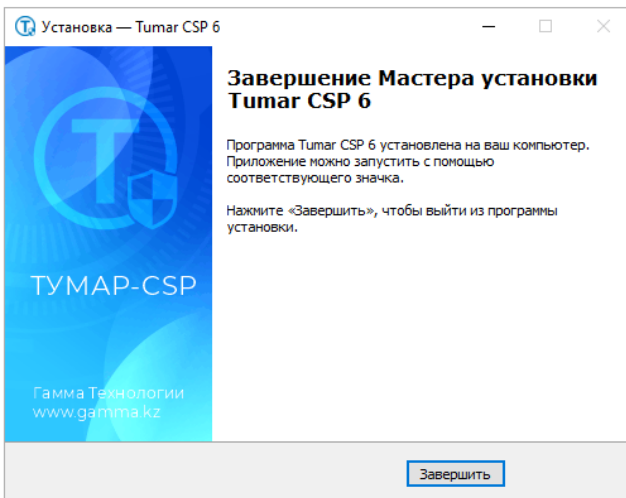 Установка — Tumar CSP 6
Завершение Мастера установки
Tumar CSP 6
Программа Tumar CSP 6 установлена на ваш компьютер.
Приложение можно запустить с помощью
соответствующего значка.
Нажмите «Завершить», чтобы выйти из программы
установки.
ТУМАР-CSP
Гамма Технологии
www.gamma.kz
Завершить